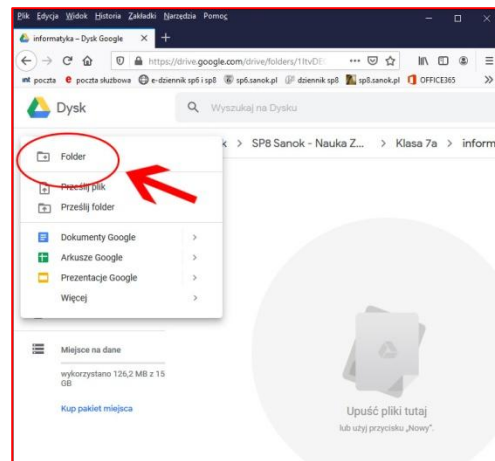 Plik Edycja Widok Historia Zakładki Narzędzia Pomoc
informatyka – Dysk Google
https://drive.google.com/drive/folders/1ItvDE
poczta poczta służbowa e-dziennik sp6 i sp8 sp6.sanok.pl dziennik sp8 sp8.sanok.pl OFFICE365
Dysk Wyszukaj na Dysku
k > SP8 Sanok - Nauka Z... > Klasa 7a > inform
Folder
Prześlij plik
Prześlij folder
Dokumenty Google
Arkusze Google
Prezentacje Google
Więcej
Miejsce na dane
wykorzystano 126,2 MB z 15
GB
Kup pakiet miejsca
Upuść pliki tutaj
lub użyj przycisku „Nowy”.